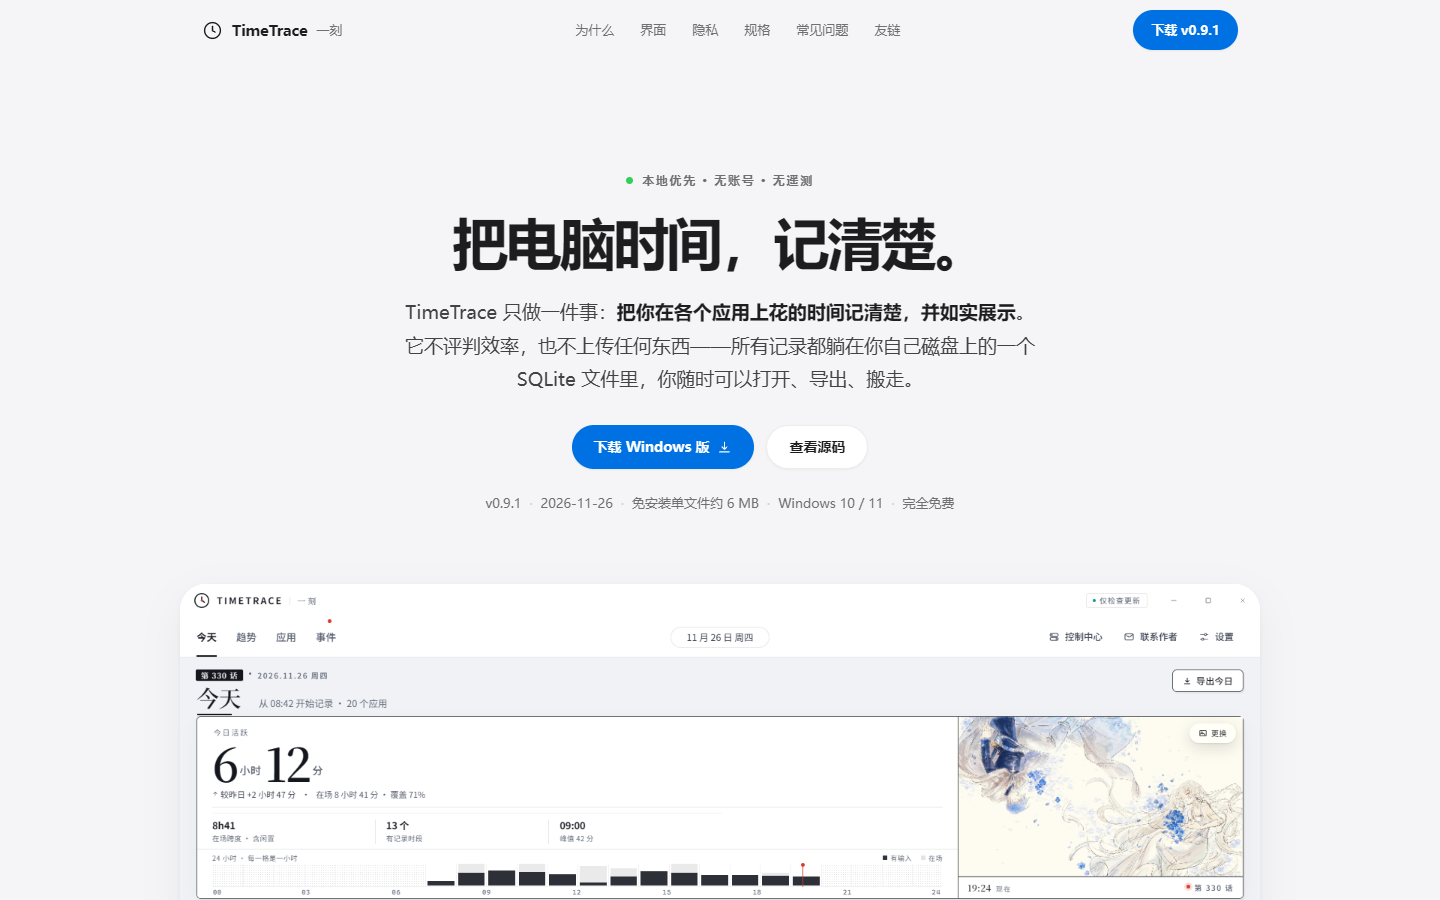 TimeTrace 一刻
为什么 界面 隐私 规格 常见问题 友链
下载 v0.9.1
本地优先 • 无账号 • 无遥测
把电脑时间，记清楚。
TimeTrace 只做一件事：把你在各个应用上花的时间记清楚，并如实展示。
它不评判效率，也不上传任何东西——所有记录都躺在你自己磁盘上的一个
SQLite 文件里，你随时可以打开、导出、搬走。
下载 Windows 版
查看源码
v0.9.1 · 2026-11-26 · 免安装单文件约 6 MB · Windows 10 / 11 · 完全免费
TIMETRACE 一刻
仅检查更新
今天 趋势 应用 事件
11 月 26 日 周四
控制中心 联系作者 设置
第 330 话 • 2026.11.26 周四
今天 从 08:42 开始记录 • 20 个应用
导出今日
今日活跃
6 小时 12 分
较昨日 +2 小时 47 分 • 在场 8 小时 41 分 • 覆盖 71%
8h41
在场跨度 • 含闲置
13 个
有记录时段
09:00
峰值 42 分
24 小时 • 每一格是一小时
有输入 在场
00 03 06 09 12 15 18 21 24
更换
19:24 现在
第 330 话